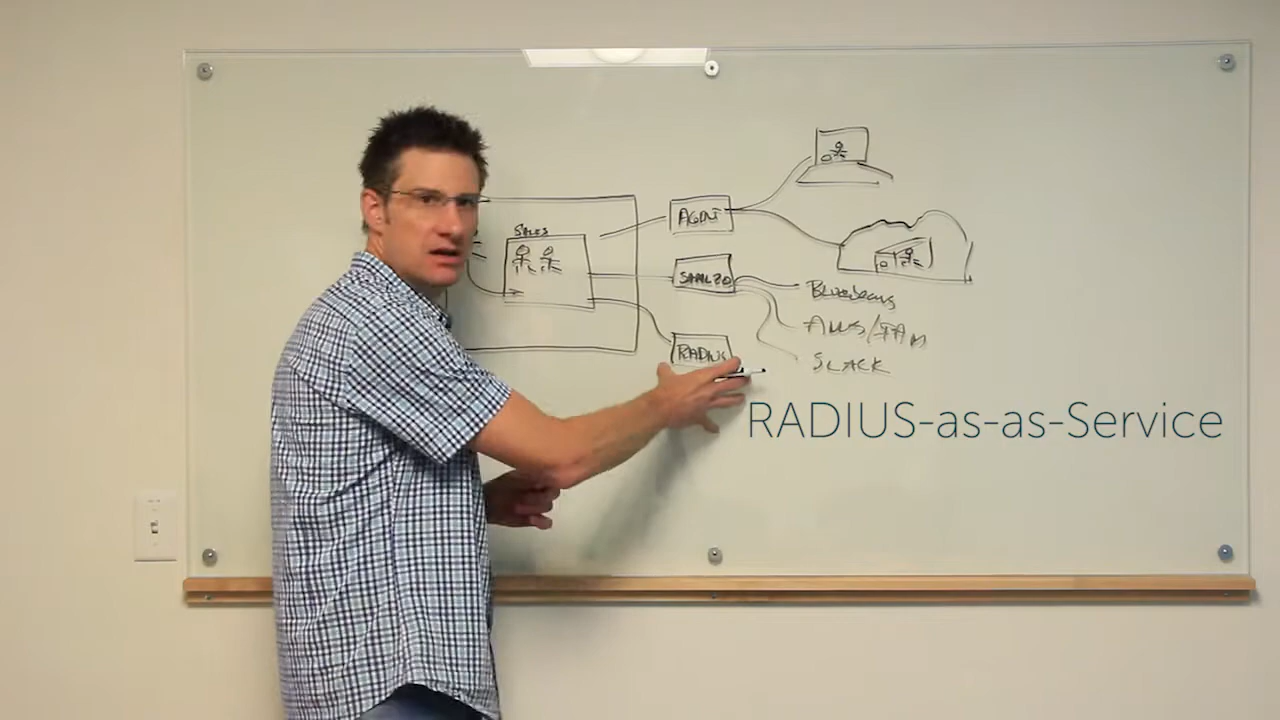 SALES
AGENT
SAML 2.0
RADIUS
BLUEJEANS
AWS/IAM
SLACK
RADIUS-as-as-Service